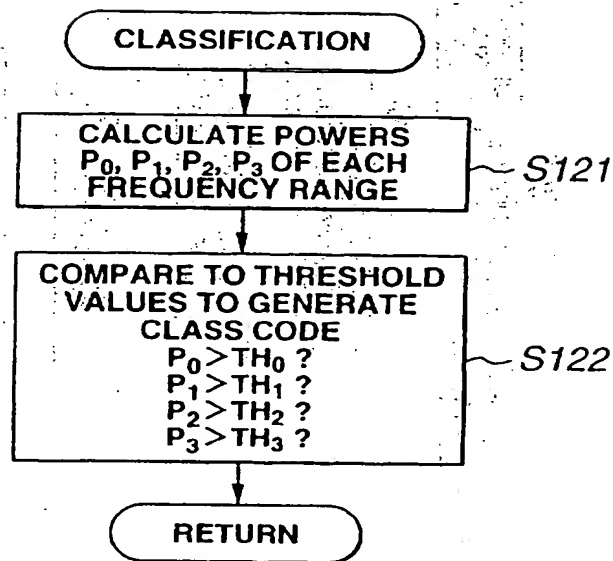 CLASSIFICATION
CALCULATE POWERS
P₀, P₁, P₂, P₃ OF EACH
FREQUENCY RANGE
S121
COMPARE TO THRESHOLD
VALUES TO GENERATE
CLASS CODE
P₀>TH₀ ?
P₁>TH₁ ?
P₂>TH₂ ?
P₃>TH₃ ?
S122
RETURN